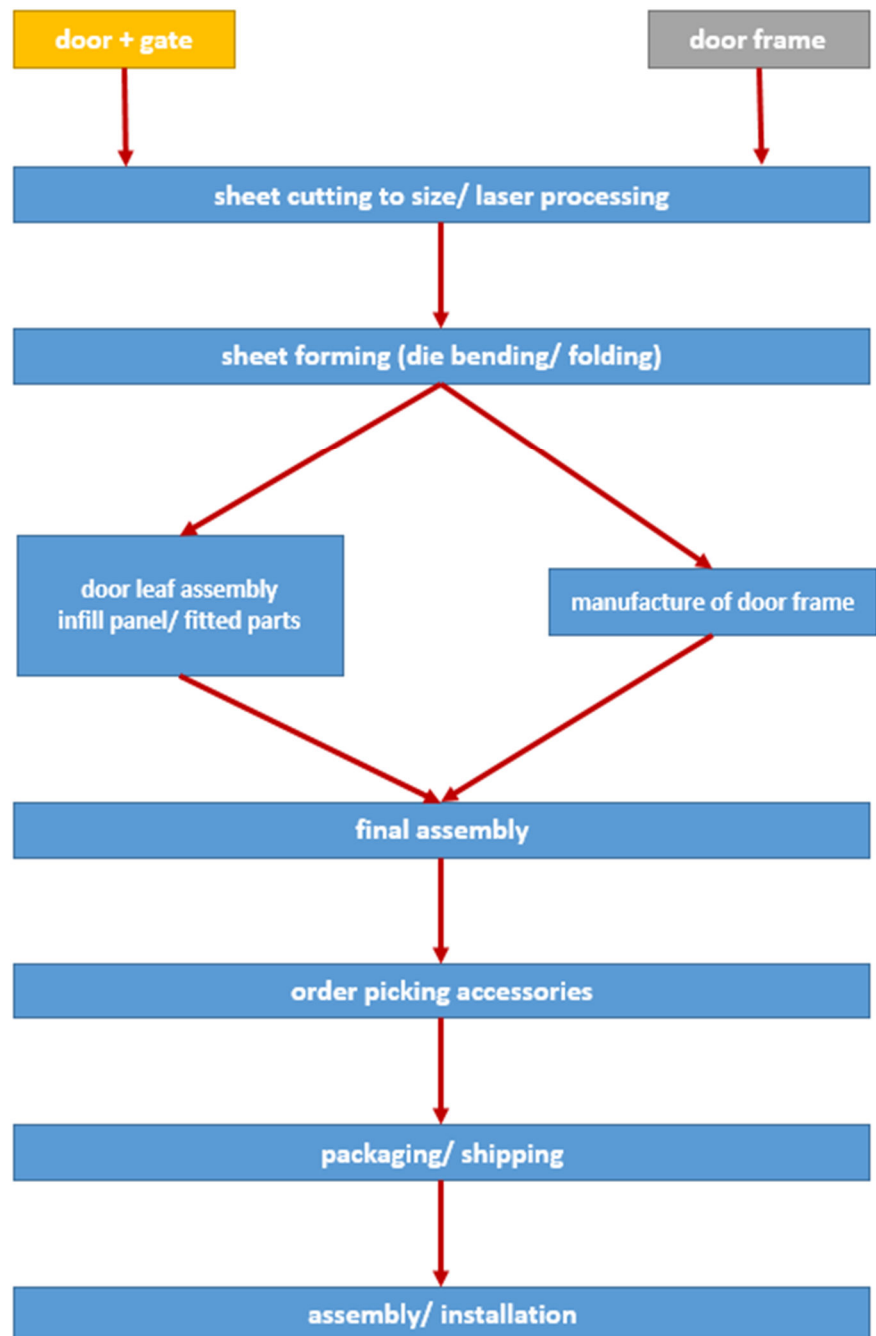 door + gate
door frame
sheet cutting to size/ laser processing
sheet forming (die bending/ folding)
door leaf assembly
infill panel/ fitted parts
manufacture of door frame
final assembly
order picking accessories
packaging/ shipping
assembly/ installation